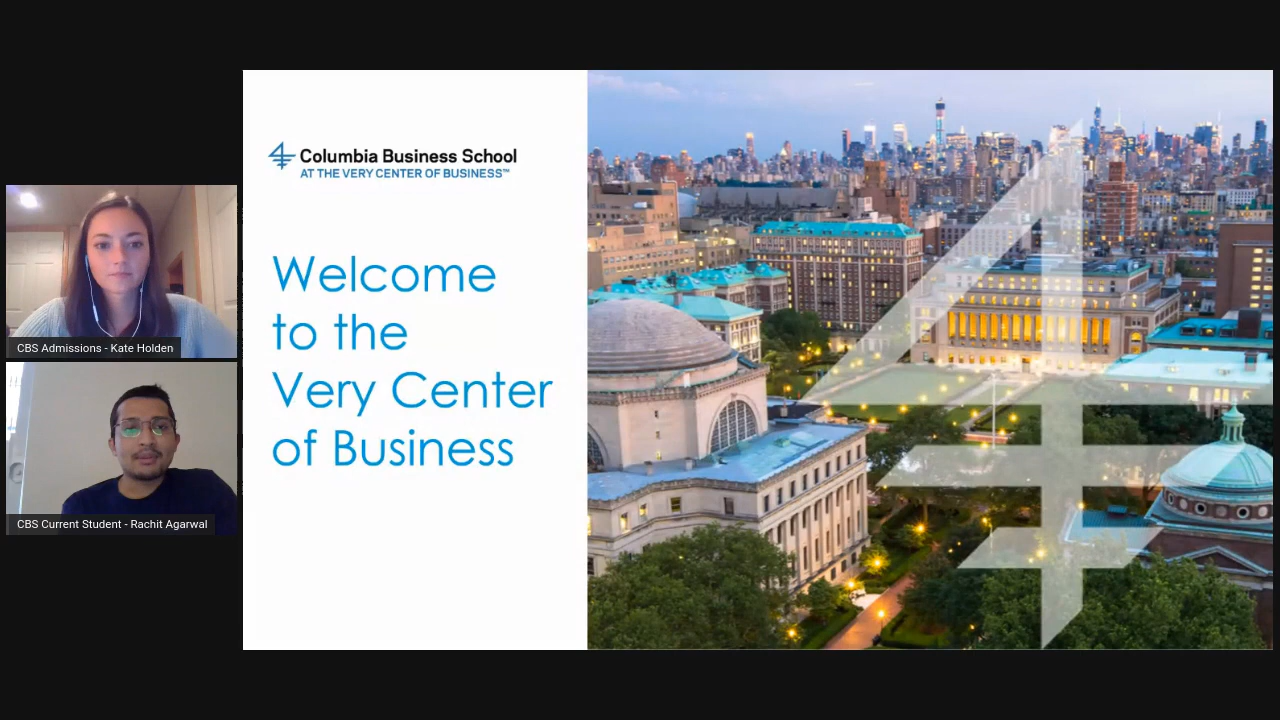 Columbia Business School
AT THE VERY CENTER OF BUSINESS™
Welcome
to the
Very Center
of Business
CBS Admissions - Kate Holden
CBS Current Student - Rachit Agarwal